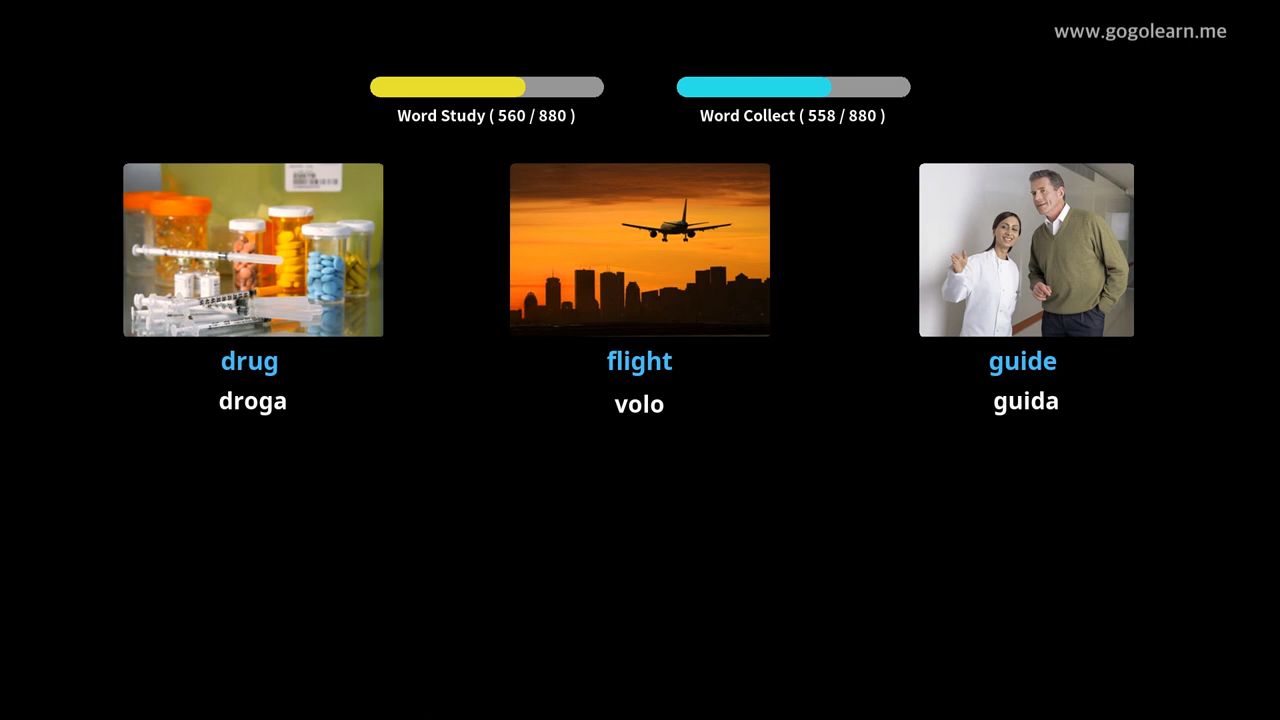 www.gogolearn.me
Word Study ( 560 / 880 )
Word Collect ( 558 / 880 )
drug
flight
guide
droga
volo
guida